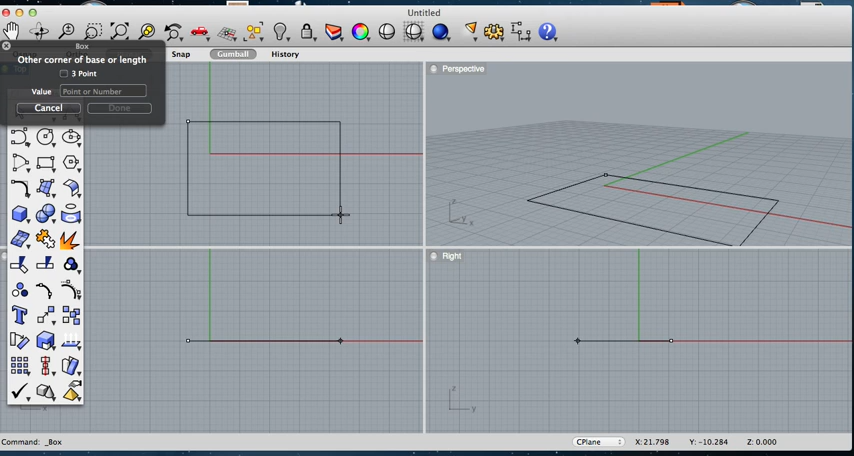 Untitled
Box
Other corner of base or length
3 Point
Value Point or Number
Cancel Done
Snap Gumball History
Perspective
z
y
x
Right
z
y
x
Command: _Box
CPlane X: 21.798 Y: -10.284 Z: 0.000